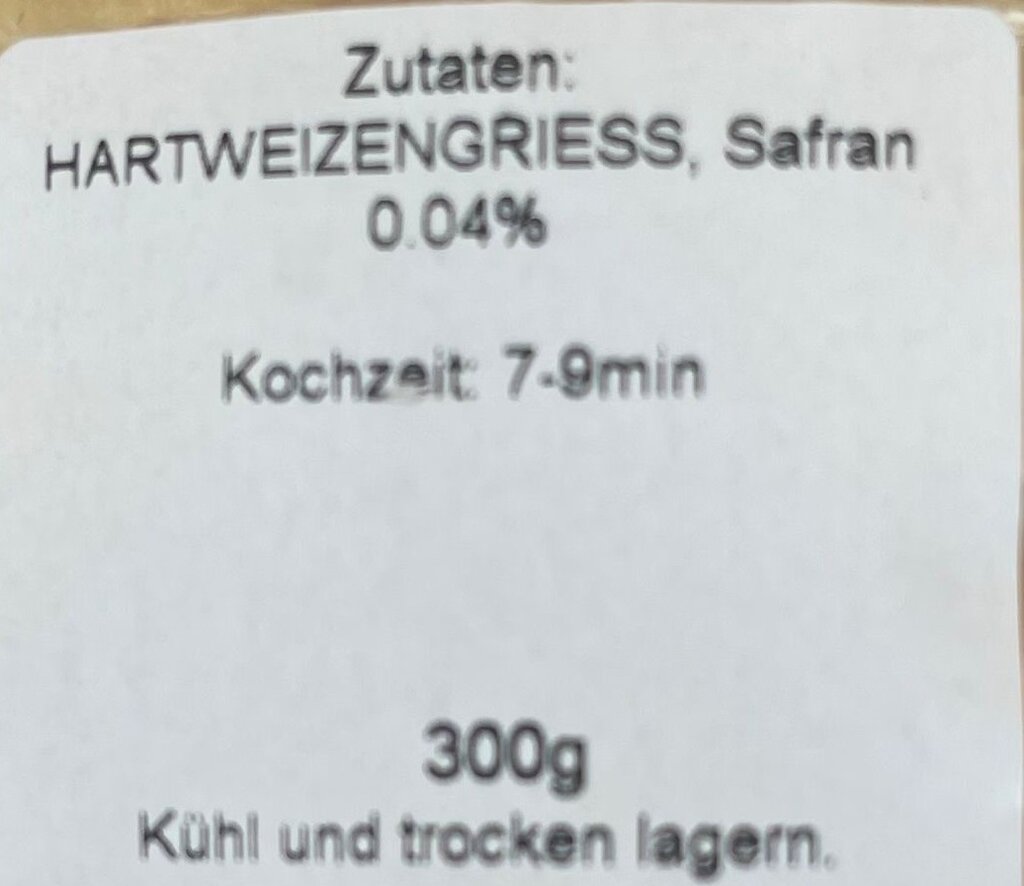 Zutaten:
HARTWEIZENGRIESS, Safran
0.04%
Kochzeit: 7-9min
300g
Kühl und trocken lagern.